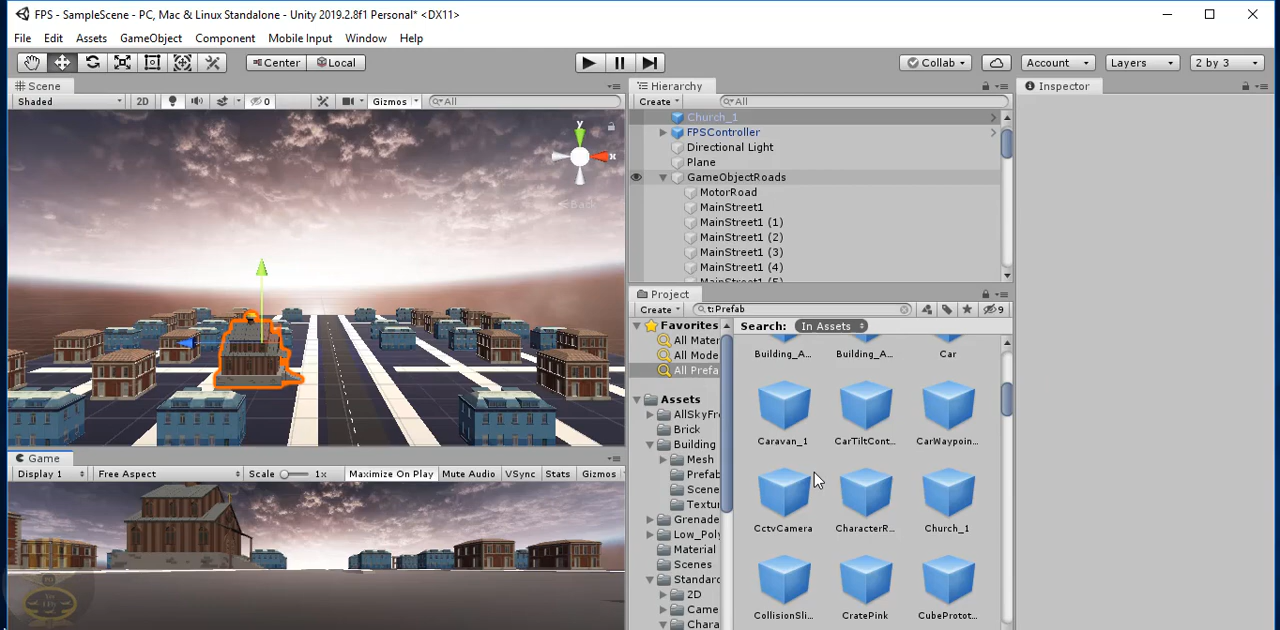 FPS - SampleScene - PC, Mac & Linux Standalone - Unity 2019.2.8f1 Personal* <DX11>
File Edit Assets GameObject Component Mobile Input Window Help
Center Local Collab Account Layers 2 by 3
Scene
Shaded 2D 0 Gizmos All
y
x
Back
Hierarchy
Create All
Church_1
FPSController
Directional Light
Plane
GameObjectRoads
MotorRoad
MainStreet1
MainStreet1 (1)
MainStreet1 (2)
MainStreet1 (3)
MainStreet1 (4)
Inspector
Project
Create t:Prefab 9
Favorites
All Mater
All Mode
All Prefa
Assets
AllSkyFre
Brick
Building
Mesh
Prefab
Scene
Textur
Grenade
Low_Poly
Material
Scenes
Standard
2D
Came
Chara
Search: In Assets
Building_A... Building_A... Car
Caravan_1 CarTiltCont... CarWaypoin...
CctvCamera CharacterR... Church_1
CollisionSli... CratePink CubeProtot...
Game
Display 1 Free Aspect Scale 1x Maximize On Play Mute Audio VSync Stats Gizmos